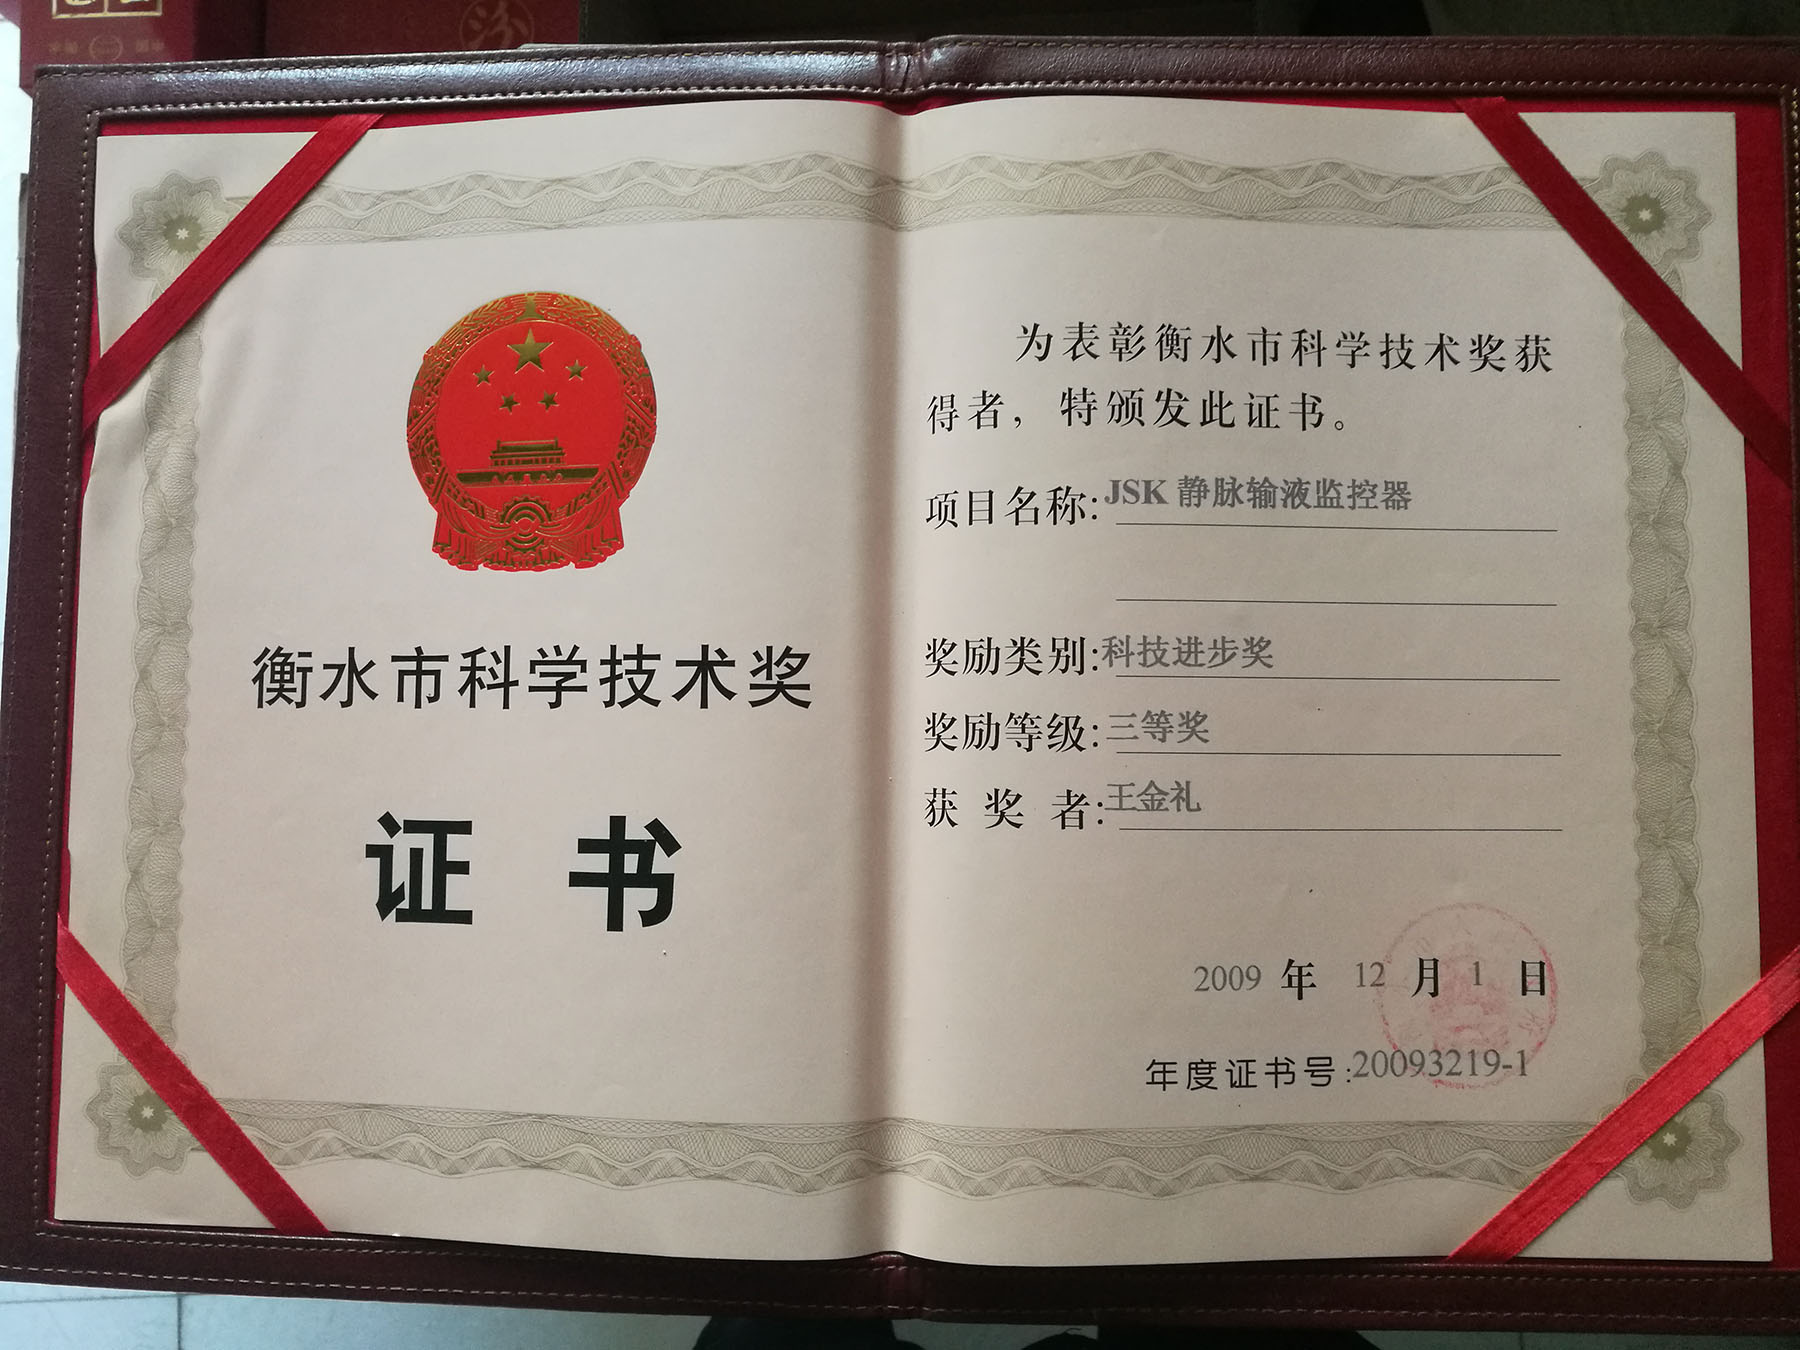 衡水市科学技术奖
证书
为表彰衡水市科学技术奖获
得者，特颁发此证书。
项目名称:JSK 静脉输液监控器
奖励类别:科技进步奖
奖励等级:三等奖
获奖者:王金礼
2009 年 12 月 1 日
年度证书号:20093219-1